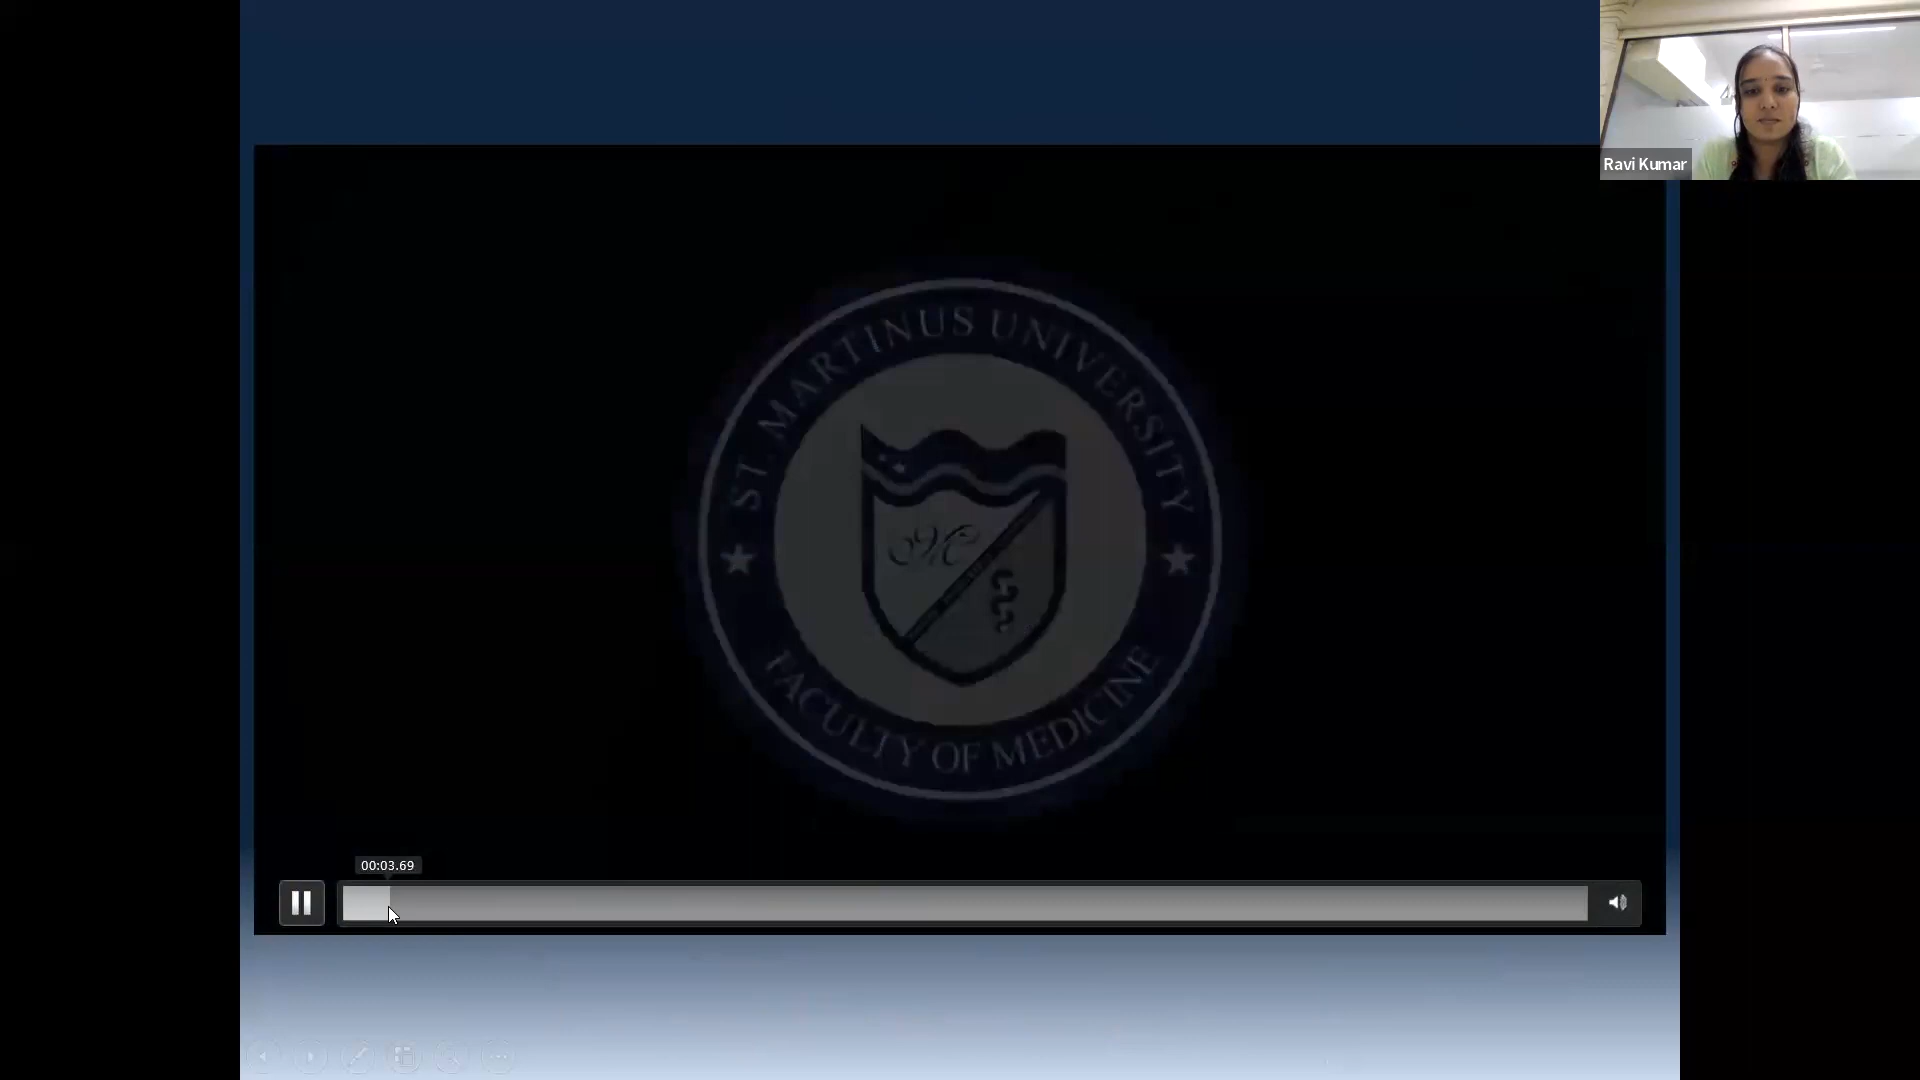 Ravi Kumar
ST. MARTINUS UNIVERSITY
FACULTY OF MEDICINE
00:03.69